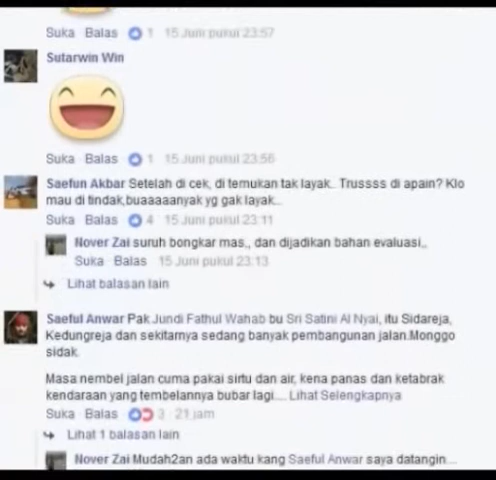 Suka Balas 1 15 Juni pukul 23:57
Sutarwin Win
Suka Balas 1 15 Juni pukul 23:56
Saefun Akbar Setelah di cek, di temukan tak layak.. Trussss di apain? Klo
mau di tindak,buaaaaanyak yg gak layak...
Suka Balas 4 15 Juni pukul 23:11
Nover Zai suruh bongkar mas,, dan dijadikan bahan evaluasi,,
Suka Balas 15 Juni pukul 23:13
Lihat balasan lain
Saeful Anwar Pak Jundi Fathul Wahab bu Sri Satini Al Nyai, itu Sidareja,
Kedungreja dan sekitarnya sedang banyak pembangunan jalan.Monggo
sidak.
Masa nembel jalan cuma pakai sirtu dan air, kena panas dan ketabrak
kendaraan yg tembelannya bubar lagi.... Lihat Selengkapnya
Suka Balas 3 21 jam
Lihat 1 balasan lain
Nover Zai Mudah2an ada waktu kang Saeful Anwar saya datangin....